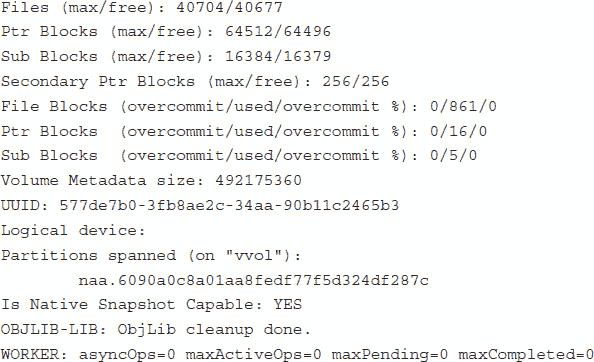 Files (max/free): 40704/40677
Ptr Blocks (max/free): 64512/64496
Sub Blocks (max/free): 16384/16379
Secondary Ptr Blocks (max/free): 256/256
File Blocks (overcommit/used/overcommit %): 0/861/0
Ptr Blocks  (overcommit/used/overcommit %): 0/16/0
Sub Blocks  (overcommit/used/overcommit %): 0/5/0
Volume Metadata size: 492175360
UUID: 577de7b0-3fb8ae2c-34aa-90b11c2465b3
Logical device:
Partitions spanned (on "vvol"):
        naa.6090a0c8a01aa8fedf77f5d324df287c
Is Native Snapshot Capable: YES
OBJLIB-LIB: ObjLib cleanup done.
WORKER: asyncOps=0 maxActiveOps=0 maxPending=0 maxCompleted=0